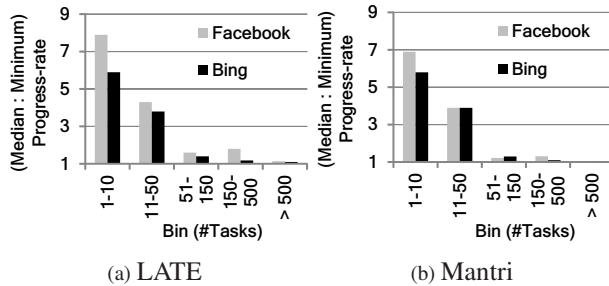 (Median : Minimum)
Progress-rate
9
7
5
3
1
Facebook
Bing
1-10
11-50
51-
150
150-
500
> 500
Bin (#Tasks)
(a) LATE
(Median : Minimum)
Progress-rate
9
7
5
3
1
Facebook
Bing
1-10
11-50
51-
150
150-
500
> 500
Bin (#Tasks)
(b) Mantri